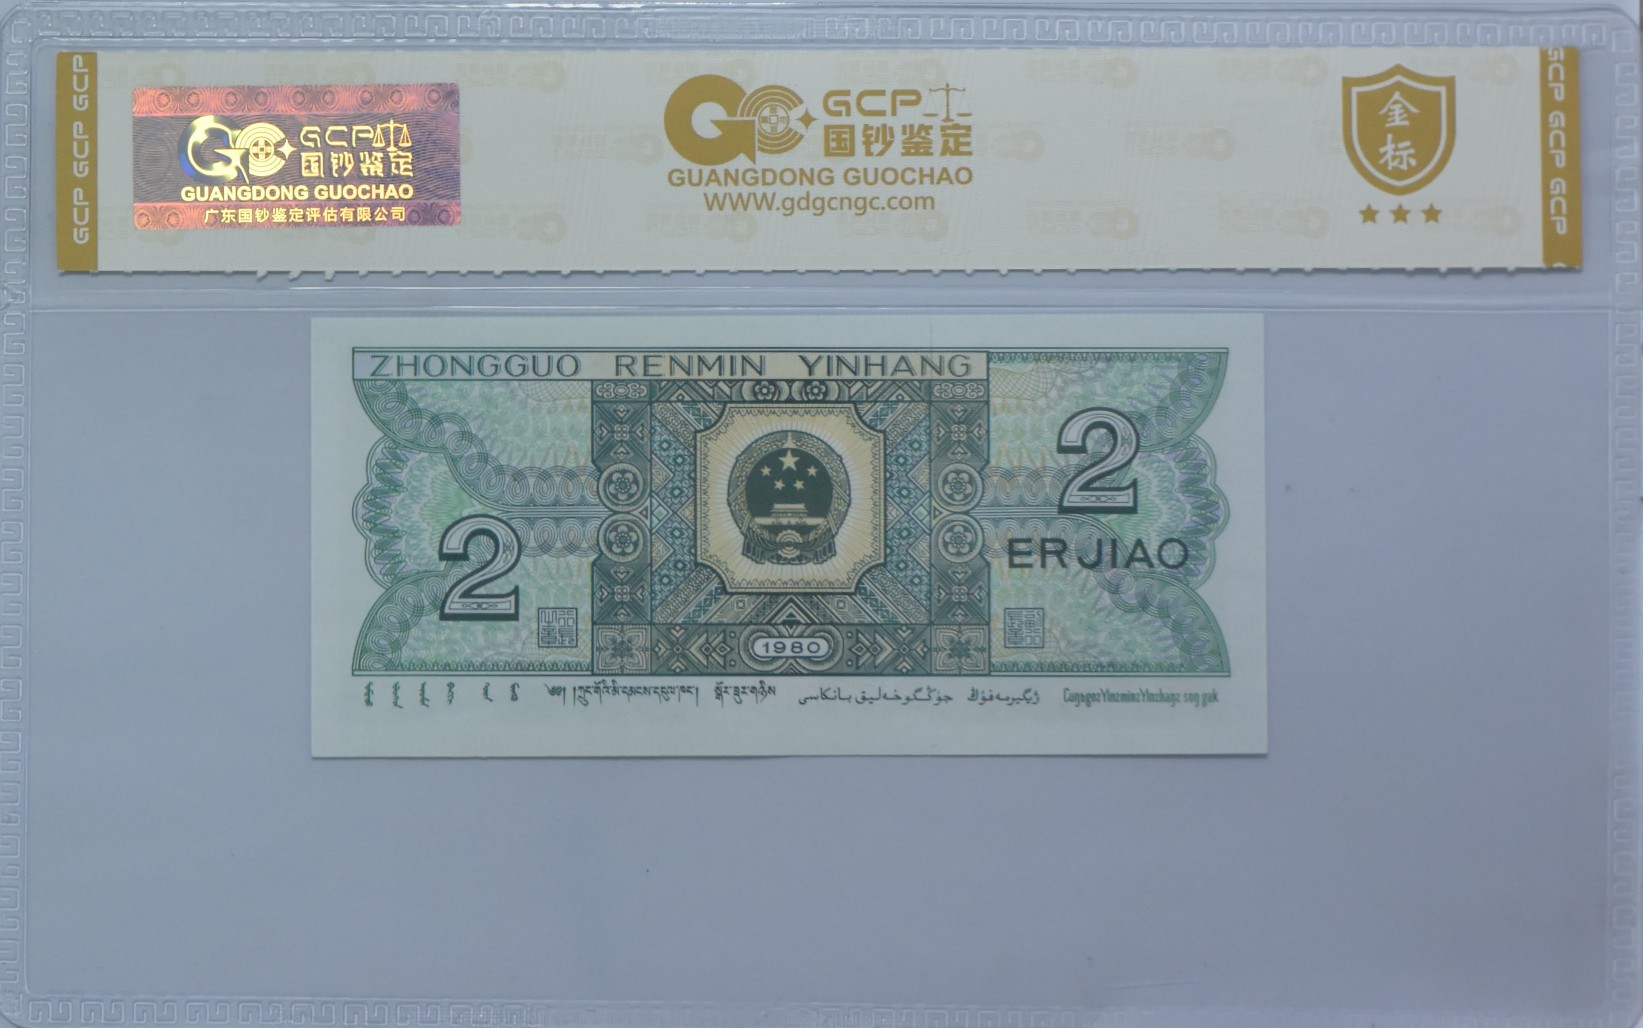 GCP GCP GCP
GCP
国钞鉴定
GUANGDONG GUOCHAO
广东国钞鉴定评估有限公司
GCP
国钞鉴定
GUANGDONG GUOCHAO
WWW.gdgcngc.com
金
标
GCP GCP GCP
ZHONGGUO RENMIN YINHANG
2
2
ERJIAO
1980